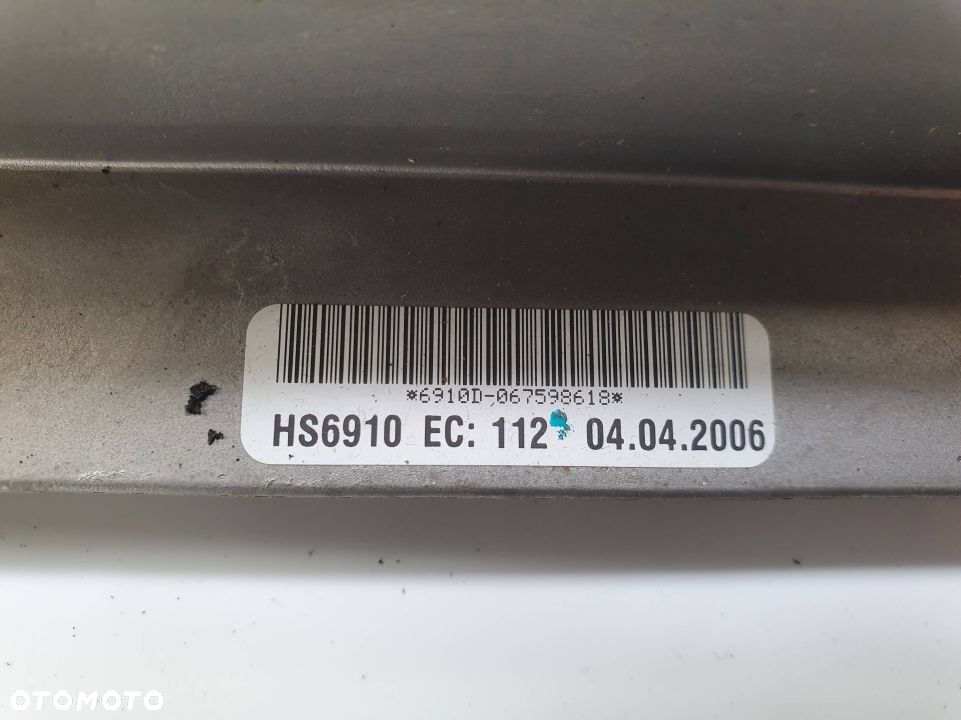 *6910D-067598618*
HS6910 EC: 112 04.04.2006
OTOMOTO